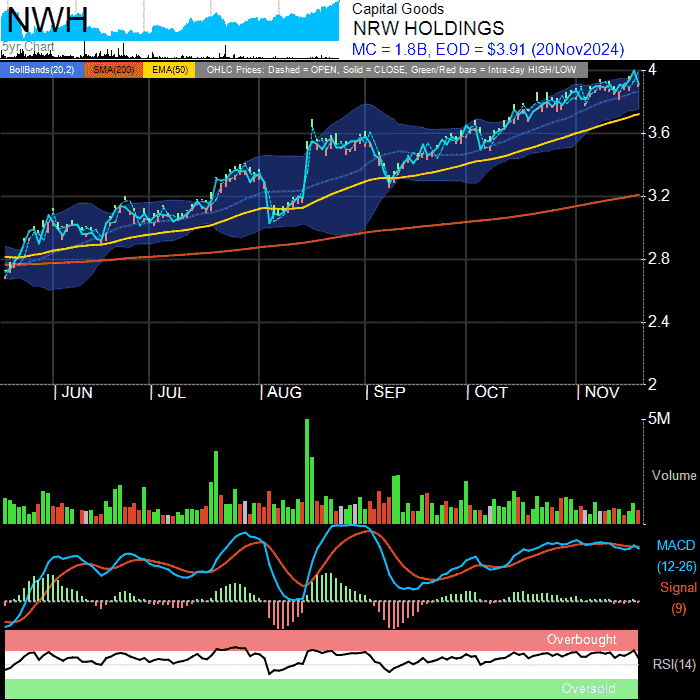 NWH
5yr Chart
Capital Goods
NRW HOLDINGS
MC = 1.8B, EOD = $3.91 (20Nov2024)
BollBands(20,2) SMA(200) EMA(50) OHLC Prices: Dashed = OPEN, Solid = CLOSE, Green/Red bars = Intra-day HIGH/LOW
4
3.6
3.2
2.8
2.4
2
JUN JUL AUG SEP OCT NOV
5M
Volume
MACD
(12-26)
Signal
(9)
Overbought
RSI(14)
Oversold